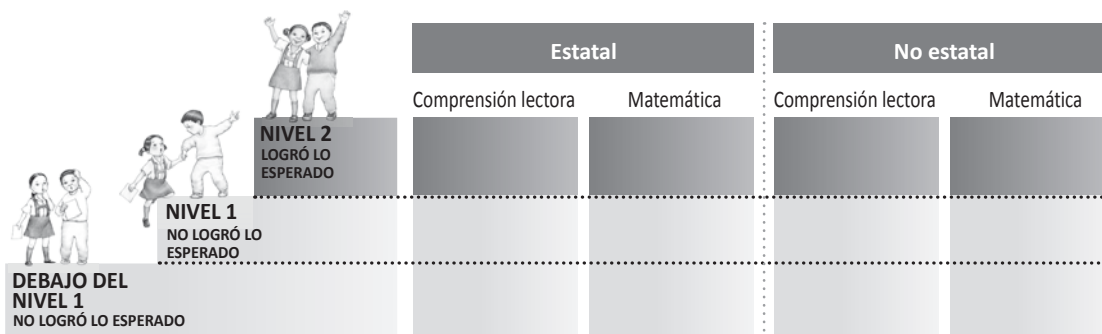 Estatal
No estatal
Comprensión lectora
Matemática
Comprensión lectora
Matemática
NIVEL 2
LOGRÓ LO
ESPERADO
NIVEL 1
NO LOGRÓ LO
ESPERADO
DEBAJO DEL
NIVEL 1
NO LOGRÓ LO ESPERADO